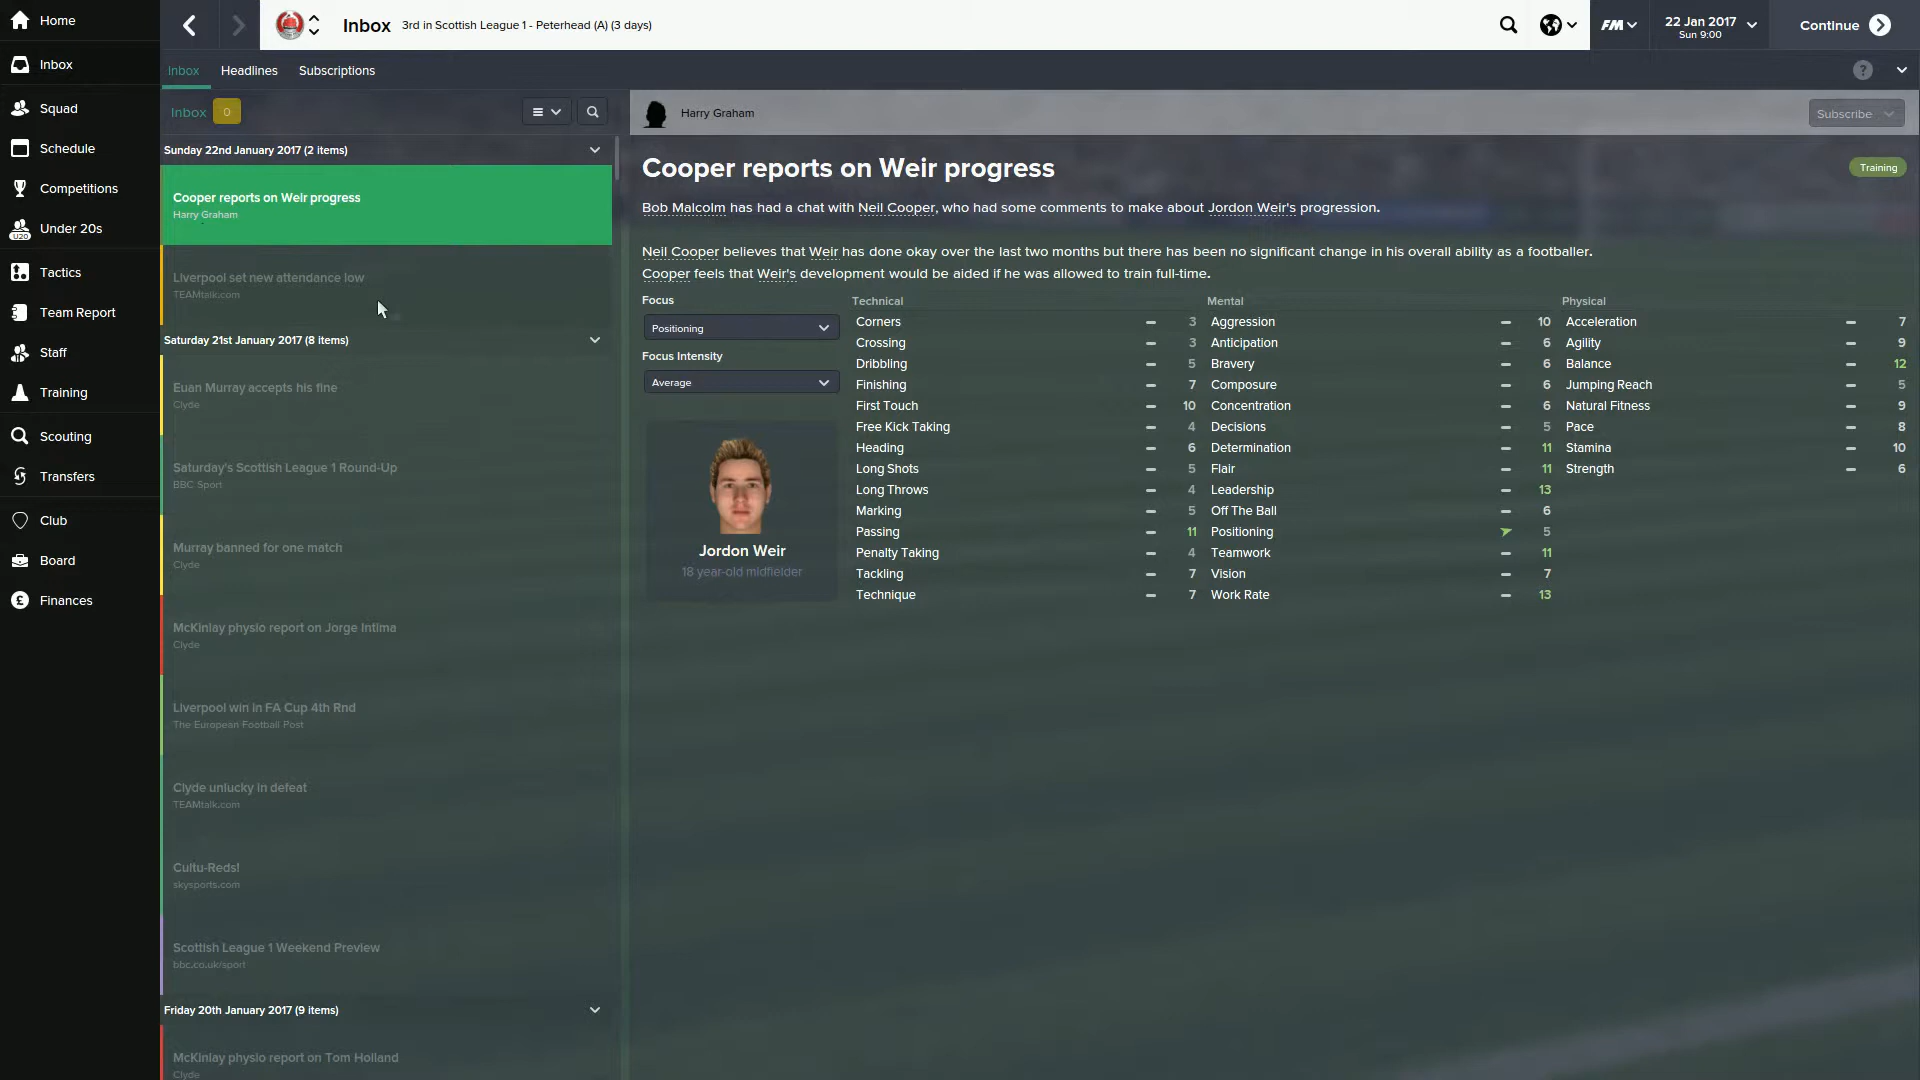 Home
Inbox
Squad
Schedule
Competitions
U20
Under 20s
Tactics
Team Report
Staff
Training
Scouting
Transfers
Club
Board
£
Finances
Inbox
3rd in Scottish League 1 - Peterhead (A) (3 days)
FM
22 Jan 2017
Sun 9:00
Continue
Inbox
Headlines
Subscriptions
?
Inbox
0
Sunday 22nd January 2017 (2 items)
Cooper reports on Weir progress
Harry Graham
Liverpool set new attendance low
TEAMtalk.com
Saturday 21st January 2017 (8 items)
Euan Murray accepts his fine
Clyde
Saturday's Scottish League 1 Round-Up
BBC Sport
Murray banned for one match
Clyde
McKinlay physio report on Jorge Intima
Clyde
Liverpool win in FA Cup 4th Rnd
The European Football Post
Clyde unlucky in defeat
TEAMtalk.com
Cultu-Reds!
skysports.com
Scottish League 1 Weekend Preview
bbc.co.uk/sport
Friday 20th January 2017 (9 items)
McKinlay physio report on Tom Holland
Clyde
Harry Graham
Subscribe
Cooper reports on Weir progress
Training
Bob Malcolm has had a chat with Neil Cooper, who had some comments to make about Jordon Weir's progression.
Neil Cooper believes that Weir has done okay over the last two months but there has been no significant change in his overall ability as a footballer.
Cooper feels that Weir's development would be aided if he was allowed to train full-time.
Focus
Positioning
Focus Intensity
Average
Jordon Weir
18 year-old midfielder
Technical
Corners - 3
Crossing - 3
Dribbling - 5
Finishing - 7
First Touch - 10
Free Kick Taking - 4
Heading - 6
Long Shots - 5
Long Throws - 4
Marking - 5
Passing - 11
Penalty Taking - 4
Tackling - 7
Technique - 7
Mental
Aggression - 10
Anticipation - 6
Bravery - 6
Composure - 6
Concentration - 6
Decisions - 5
Determination - 11
Flair - 11
Leadership - 13
Off The Ball - 6
Positioning 5
Teamwork - 11
Vision - 7
Work Rate - 13
Physical
Acceleration - 7
Agility - 9
Balance - 12
Jumping Reach - 5
Natural Fitness - 9
Pace - 8
Stamina - 10
Strength - 6